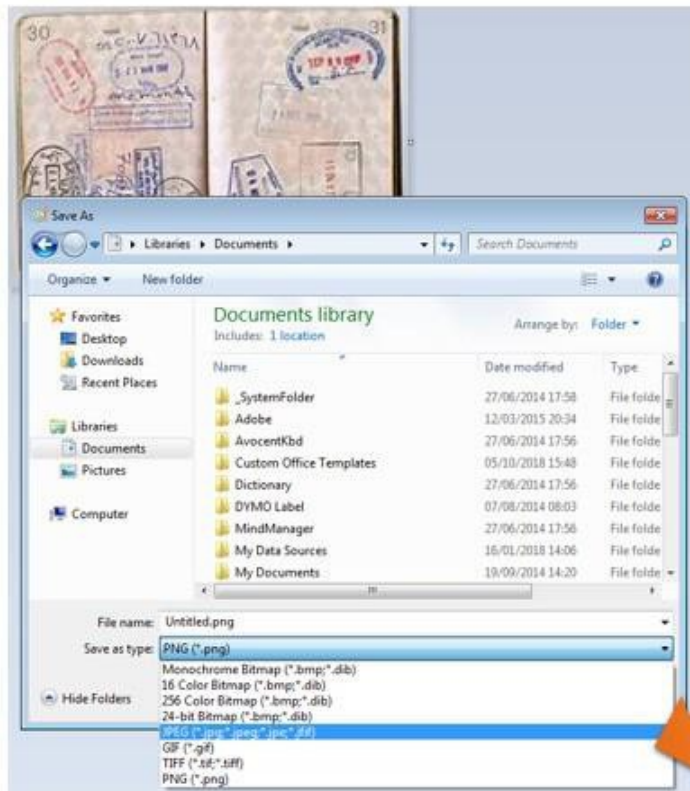 30
31
SEP
Save As
Libraries ▸ Documents ▸
Search Documents
Organize
New folder
Favorites
Desktop
Downloads
Recent Places
Libraries
Documents
Pictures
Computer
Documents library
Includes: 1 location
Arrange by: Folder
Name Date modified Type
_SystemFolder 27/06/2014 17:58 File folde
Adobe 12/03/2015 20:34 File folde
AvocentKbd 27/06/2014 17:56 File folde
Custom Office Templates 05/10/2018 15:48 File folde
Dictionary 27/06/2014 17:56 File folde
DYMO Label 07/08/2014 08:03 File folde
MindManager 27/06/2014 17:56 File folde
My Data Sources 16/01/2018 14:06 File folde
My Documents 19/09/2014 14:20 File folde
File name: Untitled.png
Save as type: PNG (*.png)
Monochrome Bitmap (*.bmp;*.dib)
16 Color Bitmap (*.bmp;*.dib)
256 Color Bitmap (*.bmp;*.dib)
24-bit Bitmap (*.bmp;*.dib)
JPEG (*.jpg;*.jpeg;*.jpe;*.jfif)
GIF (*.gif)
TIFF (*.tif;*.tiff)
PNG (*.png)
Hide Folders